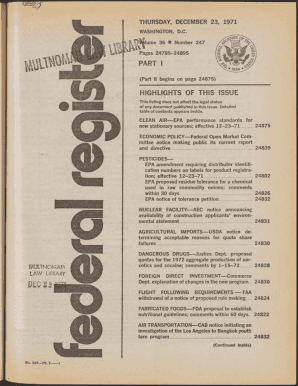 federal register
MULTNOMAH LAW LIBRARY
THURSDAY, DECEMBER 23, 1971
WASHINGTON, D.C.
Volume 36 ★ Number 247
Pages 24785-24895
PART I
(Part II begins on page 24875)
HIGHLIGHTS OF THIS ISSUE
This listing does not affect the legal status
of any document published in this issue. Detailed
table of contents appears inside.
CLEAN AIR—EPA performance standards for
new stationary sources; effective 12-23-71 ..... 24875
ECONOMIC POLICY—Federal Open Market Com-
mittee notice making public its current report
and directive ..... 24839
PESTICIDES—
EPA amendment requiring distributor identifi-
cation numbers on labels for product registra-
tion; effective 12-23-71 ..... 24802
EPA proposed residue tolerance for a chemical
used in raw commodity onions; comments
within 30 days ..... 24826
EPA notice of tolerance petition ..... 24832
NUCLEAR FACILITY—AEC notice announcing
availability of construction applicants' environ-
mental statement ..... 24831
AGRICULTURAL IMPORTS—USDA notice de-
termining acceptable reasons for quota share
failures ..... 24830
DANGEROUS DRUGS—Justice Dept. proposed
quotas for the 1972 aggregate production of nar-
cotics and cocaine; comments by 1-15-72 ..... 24828
FOREIGN DIRECT INVESTMENT—Commerce
Dept. explanation of changes in the new program
FLIGHT FOLLOWING REQUIREMENTS — FAA
withdrawal of a notice of proposed rule making ..... 24824
FABRICATED FOODS—FDA proposal to establish
nutritional guidelines; comments within 60 days ..... 24822
AIR TRANSPORTATION—CAB notice initiating an
investigation of the Los Angeles to Bangkok youth
fare program ..... 24832
(Continued inside)
MULTNOMAH
LAW LIBRARY
DEC 29 1971